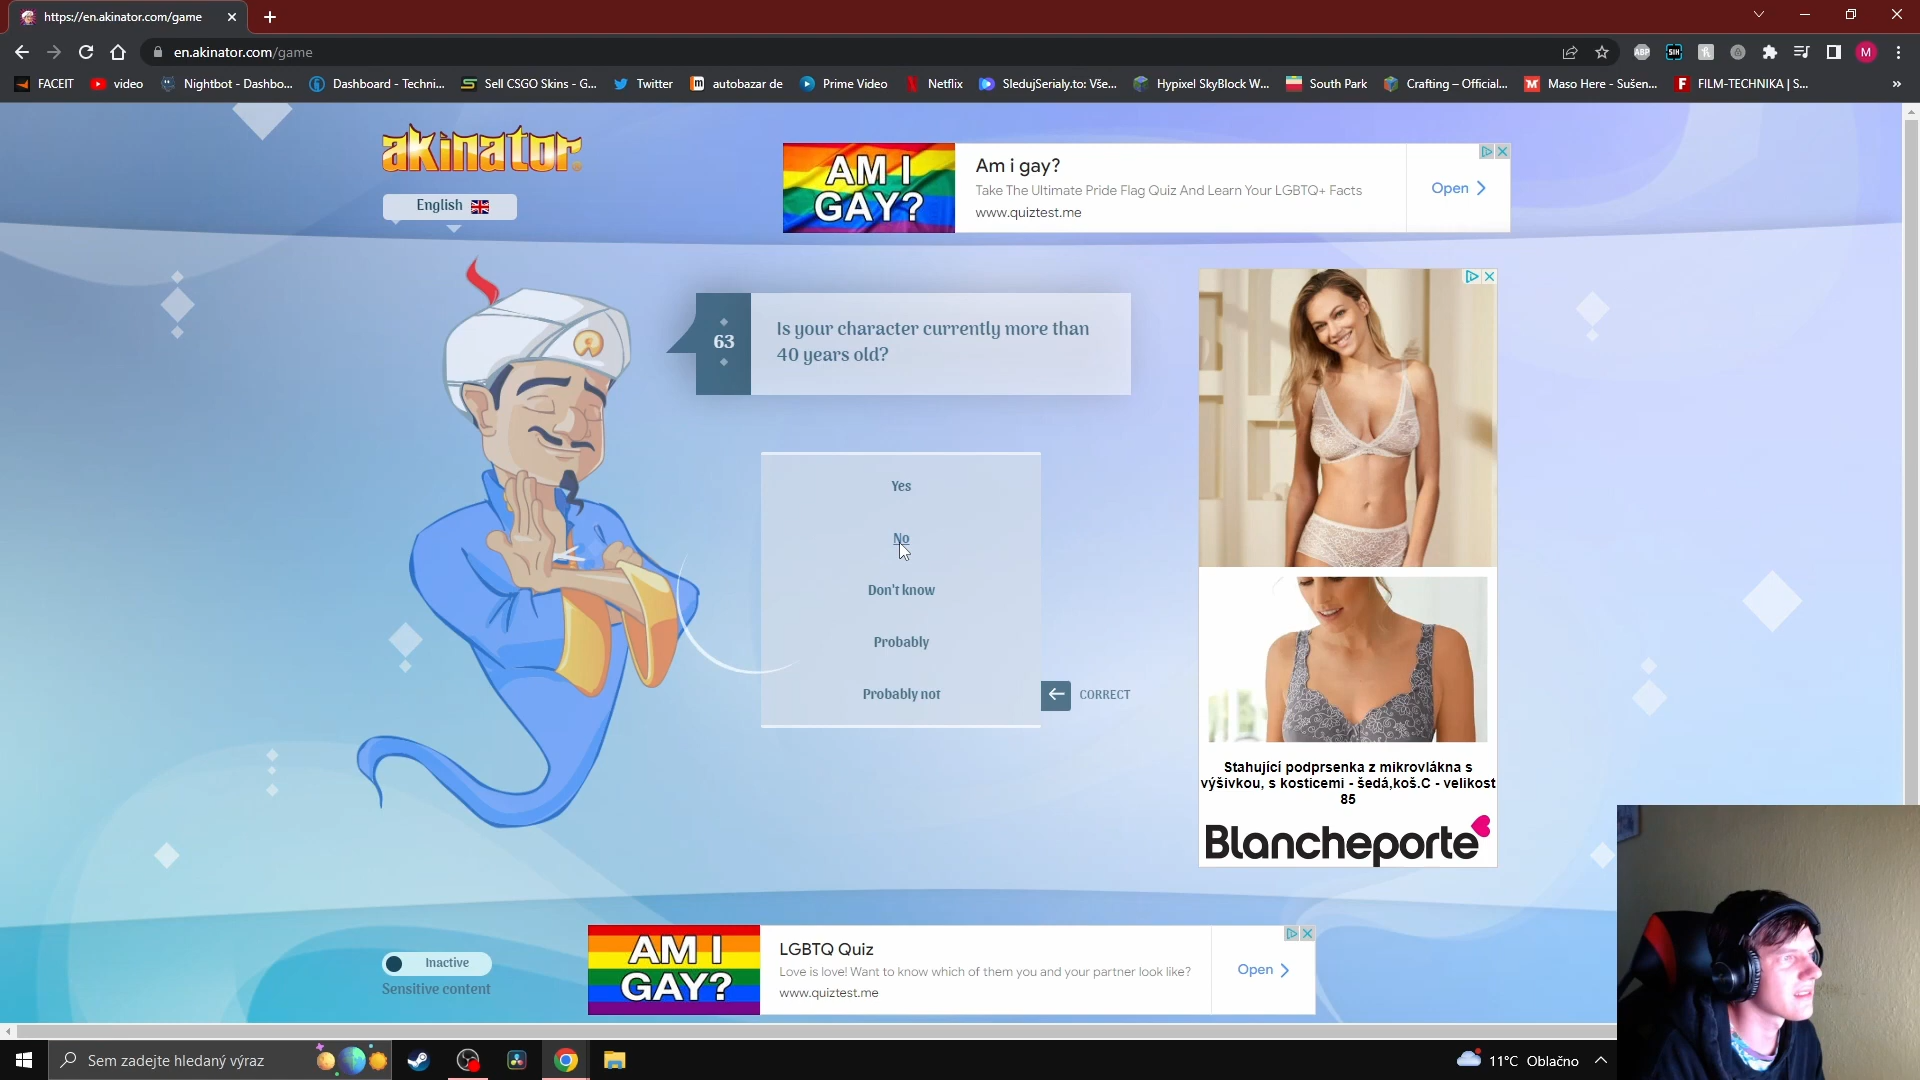 https://en.akinator.com/game
en.akinator.com/game
FACEIT
video
Nightbot - Dashbo...
Dashboard - Techni...
Sell CSGO Skins - G...
Twitter
autobazar de
Prime Video
Netflix
SledujSerialy.to: Vše...
Hypixel SkyBlock W...
South Park
Crafting – Official...
Maso Here - Sušen...
FILM-TECHNIKA | S...
akinator
English
AM I
GAY?
Am i gay?
Take The Ultimate Pride Flag Quiz And Learn Your LGBTQ+ Facts
www.quiztest.me
Open
63
Is your character currently more than
40 years old?
Yes
No
Don't know
Probably
Probably not
CORRECT
Stahující podprsenka z mikrovlákna s
výšivkou, s kosticemi - šedá,koš.C - velikost
85
Blancheporte
Inactive
Sensitive content
AM I
GAY?
LGBTQ Quiz
Love is love! Want to know which of them you and your partner look like?
www.quiztest.me
Open
Sem zadejte hledaný výraz
11°C Oblačno